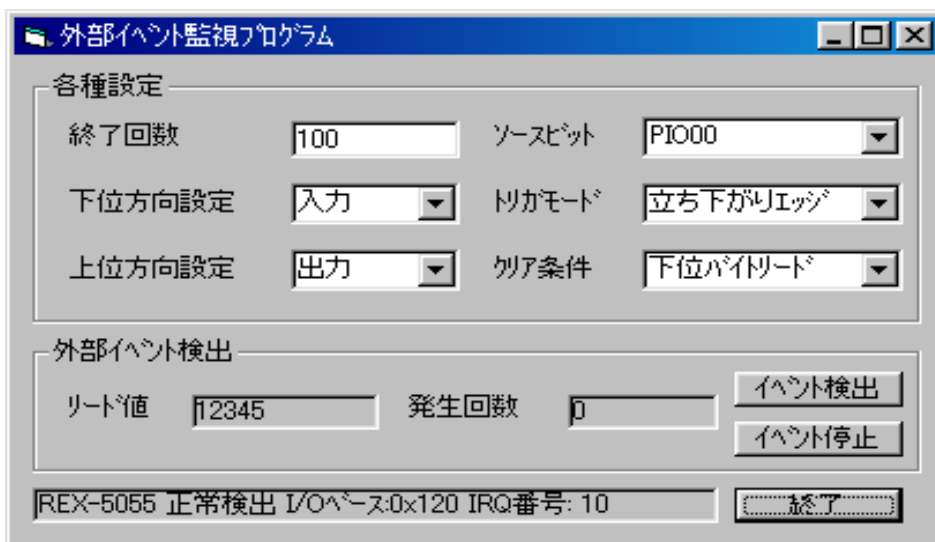 外部ｲﾍﾞﾝﾄ監視ﾌﾟﾛｸﾞﾗﾑ
各種設定
終了回数 100 ｿｰｽﾋﾞｯﾄ PIO00
下位方向設定 入力 ﾄﾘｶﾞﾓｰﾄﾞ 立ち下がりｴｯｼﾞ
上位方向設定 出力 ｸﾘｱ条件 下位ﾊﾞｲﾄﾘｰﾄﾞ
外部ｲﾍﾞﾝﾄ検出
ﾘｰﾄﾞ値 12345 発生回数 0 ｲﾍﾞﾝﾄ検出
ｲﾍﾞﾝﾄ停止
REX-5055 正常検出 I/Oﾍﾞｰｽ:0x120 IRQ番号: 10 終了